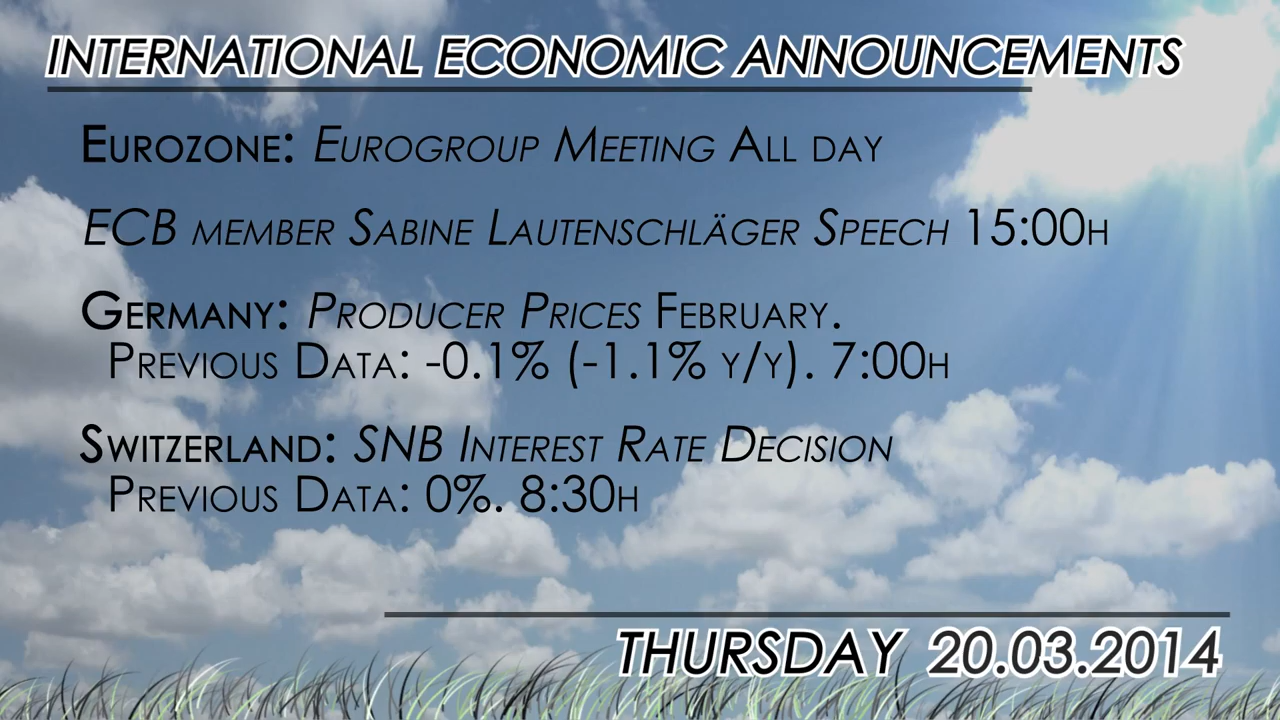 INTERNATIONAL ECONOMIC ANNOUNCEMENTS
Eurozone: Eurogroup Meeting All day
ECB member Sabine Lautenschläger Speech 15:00h
Germany: Producer Prices February.
Previous Data: -0.1% (-1.1% y/y). 7:00h
Switzerland: SNB Interest Rate Decision
Previous Data: 0%. 8:30h
THURSDAY 20.03.2014